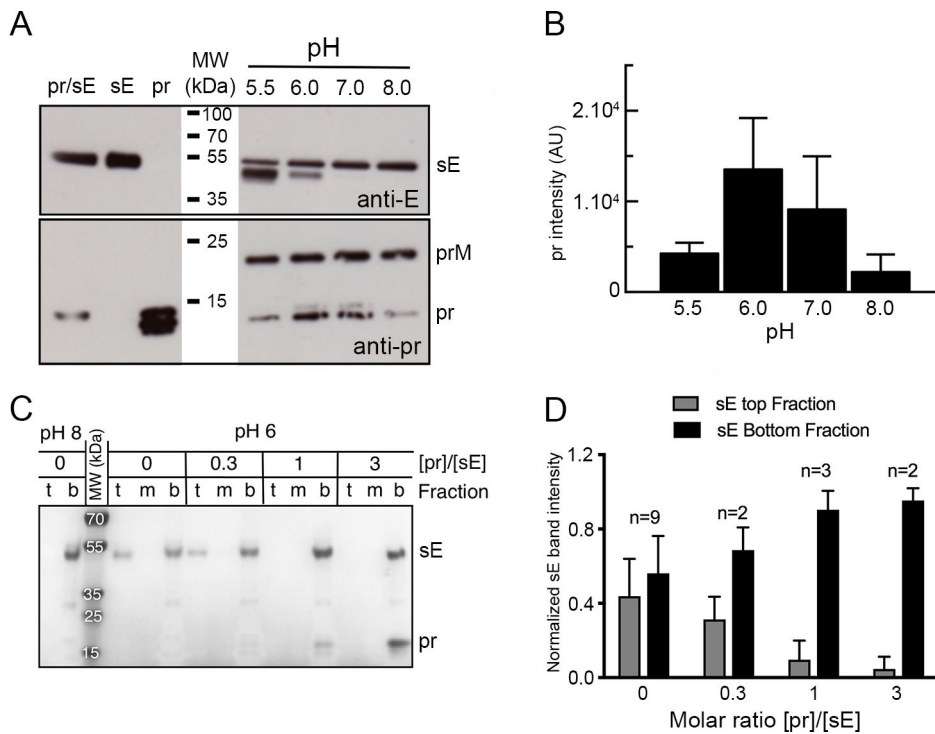 A
pH
MW
(kDa)
pr/sE sE pr 5.5 6.0 7.0 8.0
100
70
55
35
sE
anti-E
25
15
prM
pr
anti-pr
B
pr intensity (AU)
2.10⁴
1.10⁴
0
5.5 6.0 7.0 8.0
pH
C
pH 8 MW (kDa) pH 6
0 0 0.3 1 3 [pr]/[sE]
t m b t m b t m b t m b t m b Fraction
70
55
35
25
15
sE
pr
D
sE top Fraction
sE Bottom Fraction
Normalized sE band intensity
1.2
0.8
0.4
0.0
n=9 n=2 n=3 n=2
0 0.3 1 3
Molar ratio [pr]/[sE]